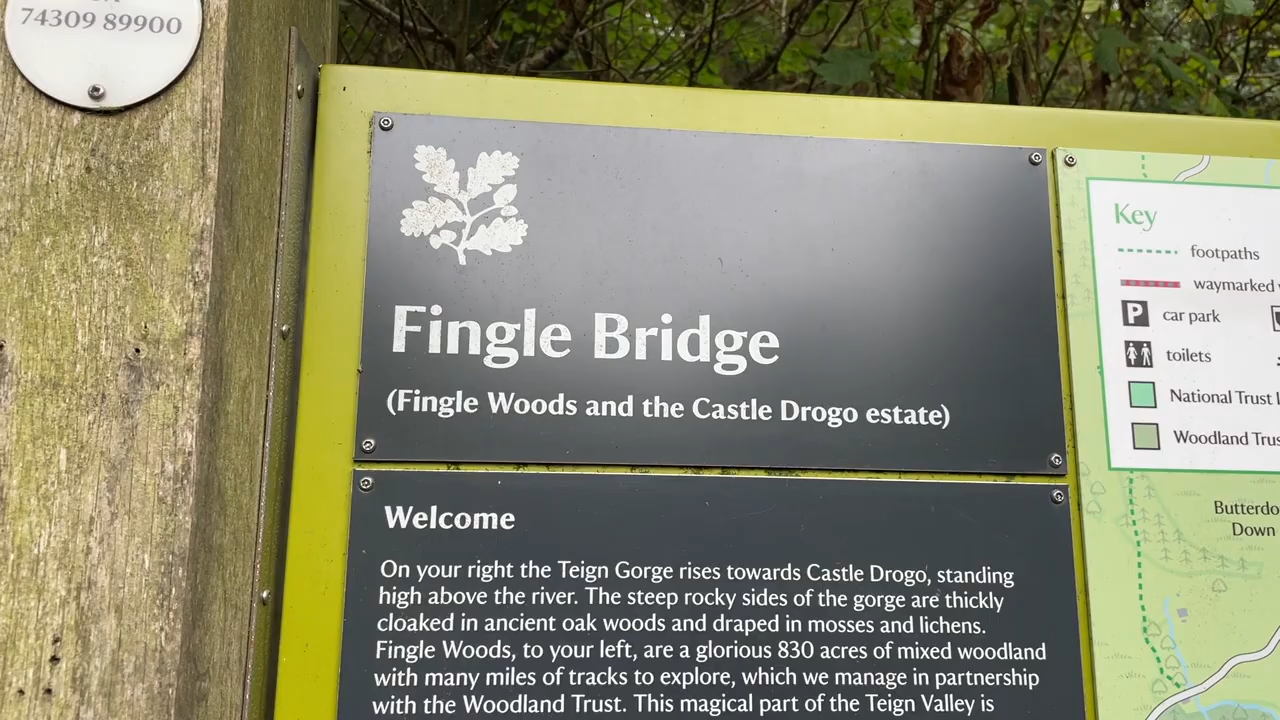 74309 89900
Fingle Bridge
(Fingle Woods and the Castle Drogo estate)
Welcome
On your right the Teign Gorge rises towards Castle Drogo, standing
high above the river. The steep rocky sides of the gorge are thickly
cloaked in ancient oak woods and draped in mosses and lichens.
Fingle Woods, to your left, are a glorious 830 acres of mixed woodland
with many miles of tracks to explore, which we manage in partnership
with the Woodland Trust. This magical part of the Teign Valley is
Key
footpaths
waymarked
P car park
toilets
National Trust
Woodland
Down